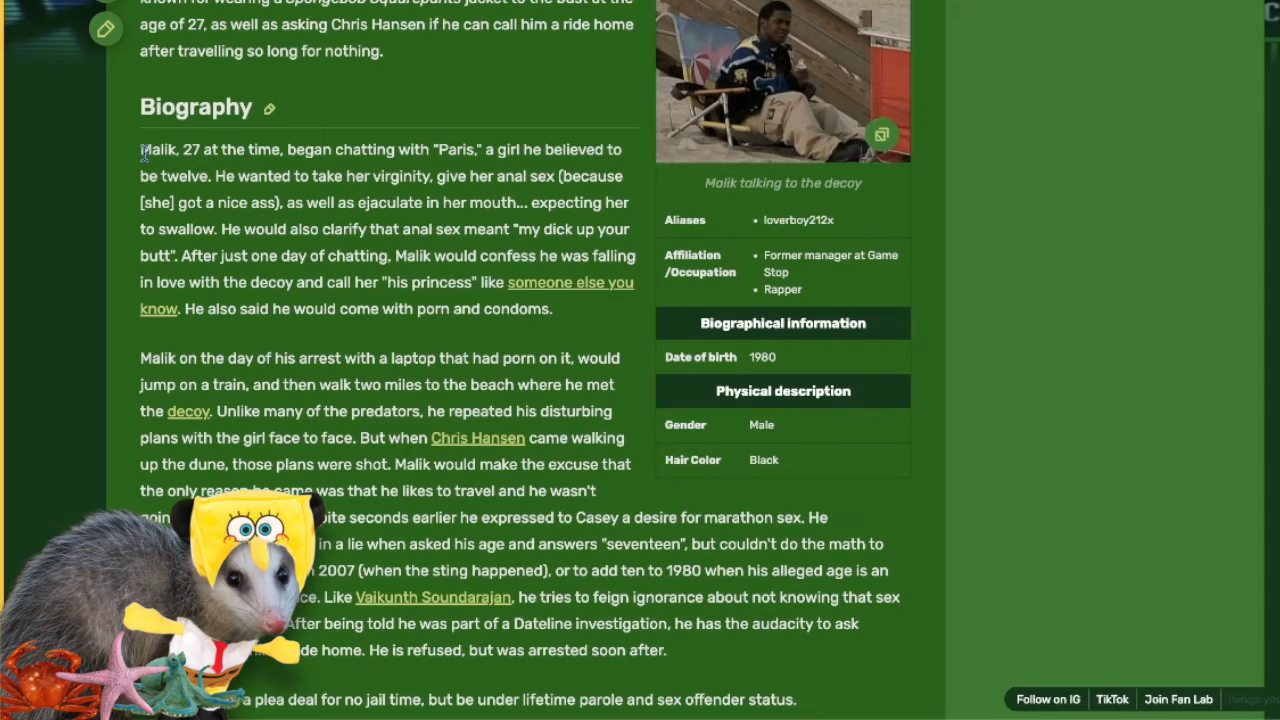 known for wearing a Spongebob Squarepants jacket to the bust at the
age of 27, as well as asking Chris Hansen if he can call him a ride home
after travelling so long for nothing.
Biography
Malik, 27 at the time, began chatting with "Paris," a girl he believed to
be twelve. He wanted to take her virginity, give her anal sex (because
[she] got a nice ass), as well as ejaculate in her mouth... expecting her
to swallow. He would also clarify that anal sex meant "my dick up your
butt". After just one day of chatting, Malik would confess he was falling
in love with the decoy and call her "his princess" like someone else you
know. He also said he would come with porn and condoms.
Malik on the day of his arrest with a laptop that had porn on it, would
jump on a train, and then walk two miles to the beach where he met
the decoy. Unlike many of the predators, he repeated his disturbing
plans with the girl face to face. But when Chris Hansen came walking
up the dune, those plans were shot. Malik would make the excuse that
the only reason he came was that he likes to travel and he wasn't
seconds earlier he expressed to Casey a desire for marathon sex. He
in a lie when asked his age and answers "seventeen", but couldn't do the math to
2007 (when the sting happened), or to add ten to 1980 when his alleged age is an
Like Vaikunth Soundarajan, he tries to feign ignorance about not knowing that sex
After being told he was part of a Dateline investigation, he has the audacity to ask
home. He is refused, but was arrested soon after.
a plea deal for no jail time, but be under lifetime parole and sex offender status.
Malik talking to the decoy
Aliases
• loverboy212x
Affiliation
/Occupation
• Former manager at Game
Stop
• Rapper
Biographical information
Date of birth 1980
Physical description
Gender Male
Hair Color Black
Follow on IG TikTok Join Fan Lab